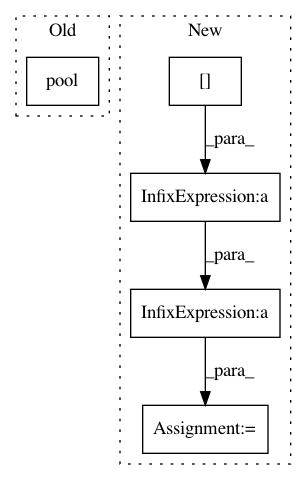 Old
New
pool
[]
_para_
InfixExpression:a
_para_
InfixExpression:a
_para_
Assignment:=